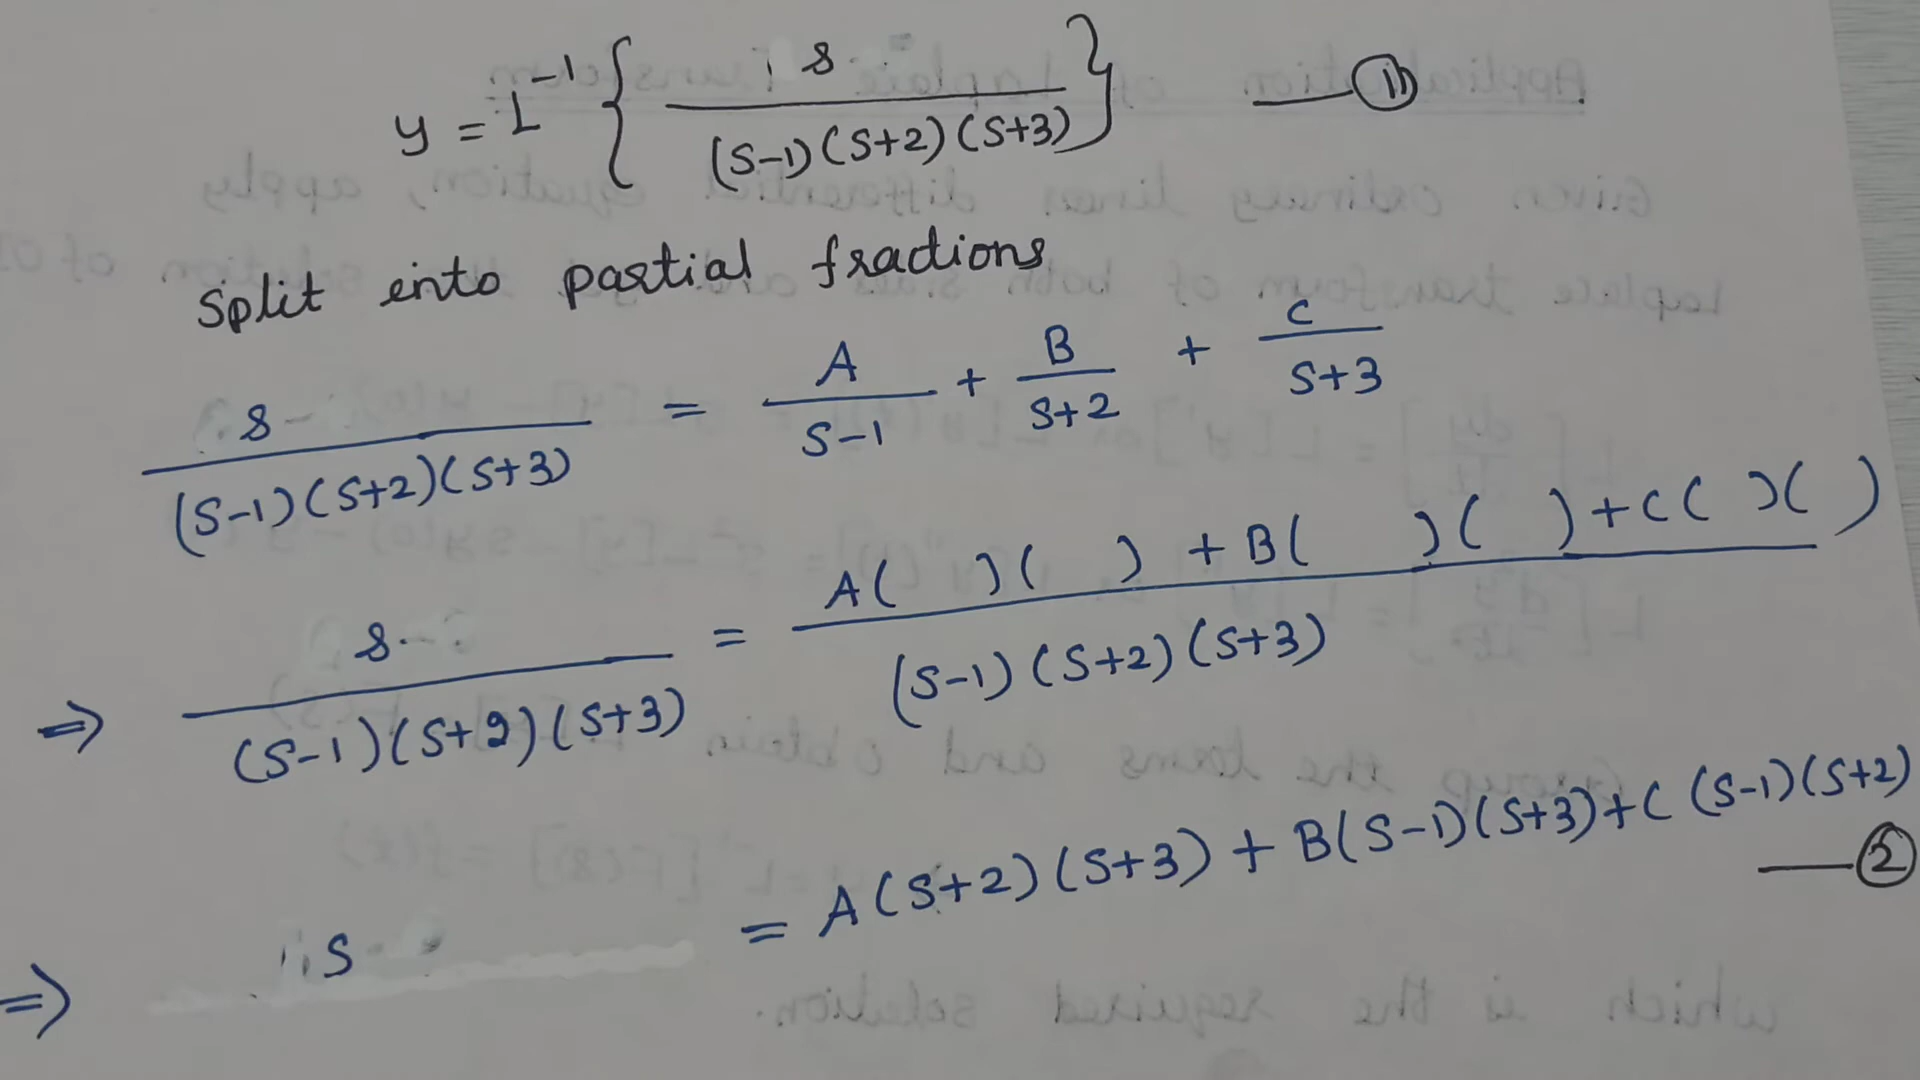 y = L⁻¹ { s / (s-1)(s+2)(s+3) } —— ①
split into partial fractions
s / (s-1)(s+2)(s+3) = A / s-1 + B / s+2 + C / s+3
⇒ s / (s-1)(s+2)(s+3) = A( )( ) + B( )( ) + C( )( ) / (s-1)(s+2)(s+3)
⇒ s = A(s+2)(s+3) + B(s-1)(s+3) + C(s-1)(s+2) —— ②